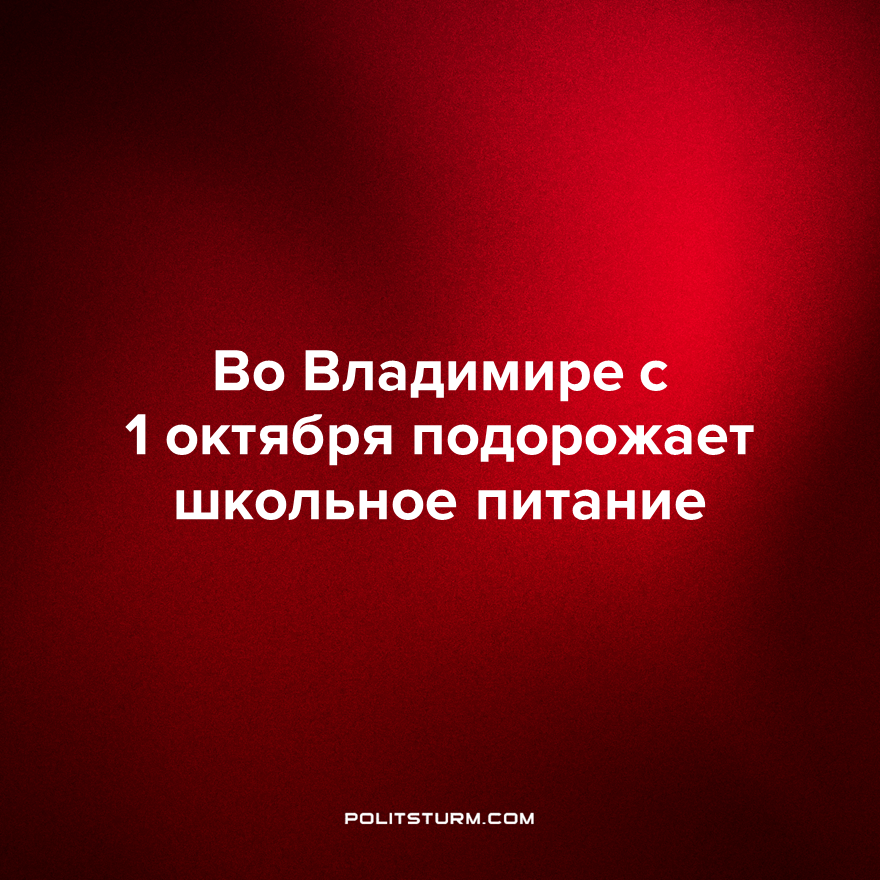 Во Владимире с
1 октября подорожает
школьное питание
POLITSTURM.COM